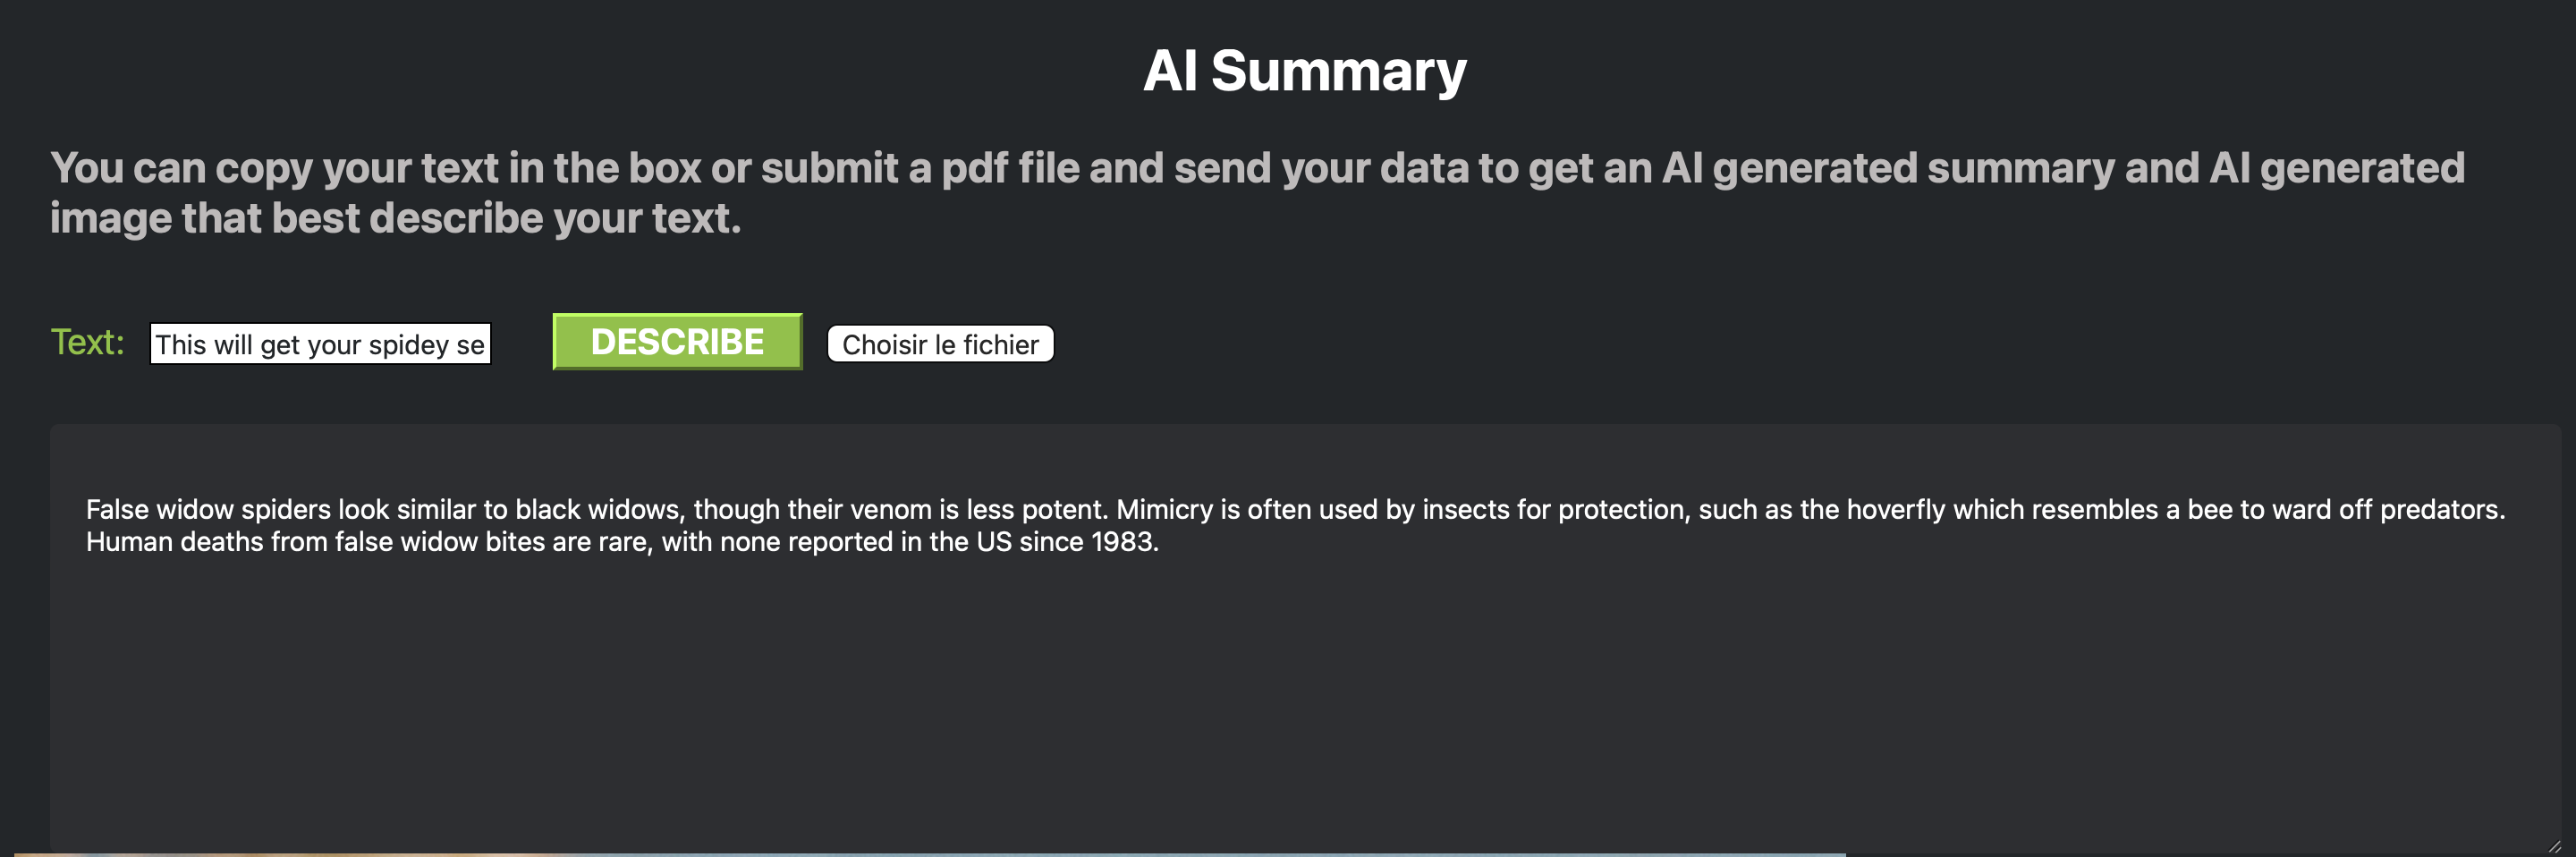 AI Summary
You can copy your text in the box or submit a pdf file and send your data to get an AI generated summary and AI generated
image that best describe your text.
Text: This will get your spidey se DESCRIBE Choisir le fichier
False widow spiders look similar to black widows, though their venom is less potent. Mimicry is often used by insects for protection, such as the hoverfly which resembles a bee to ward off predators.
Human deaths from false widow bites are rare, with none reported in the US since 1983.